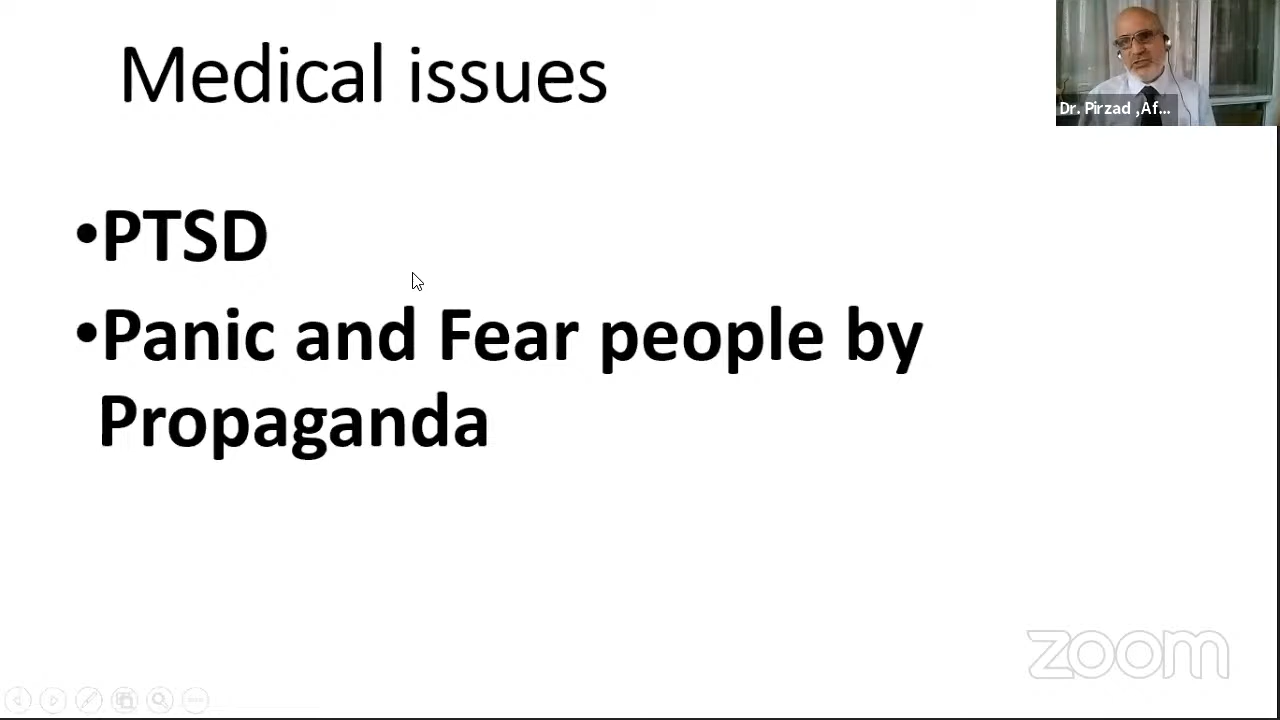 Medical issues
Dr. Pirzad ,Af...
•PTSD
•Panic and Fear people by
Propaganda
zoom